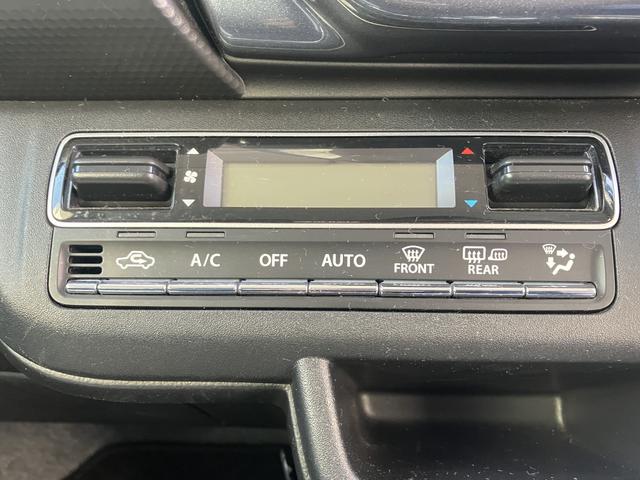 A/C OFF AUTO FRONT REAR